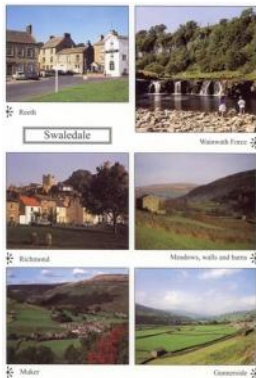 Reeth
Wainwath Force
Swaledale
Richmond
Meadows, walls and barns
Muker
Gunnerside